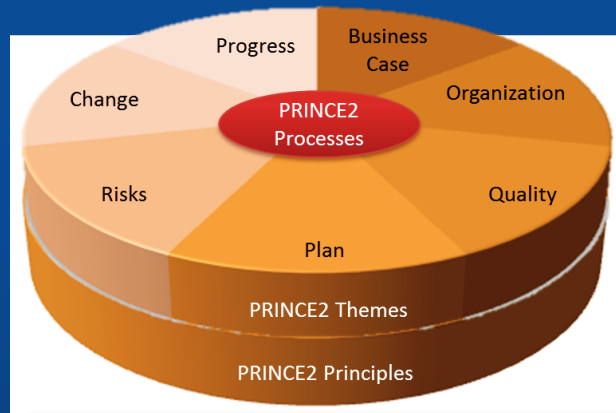 Progress
Business
Case
Change
Organization
PRINCE2
Processes
Risks
Quality
Plan
PRINCE2 Themes
PRINCE2 Principles